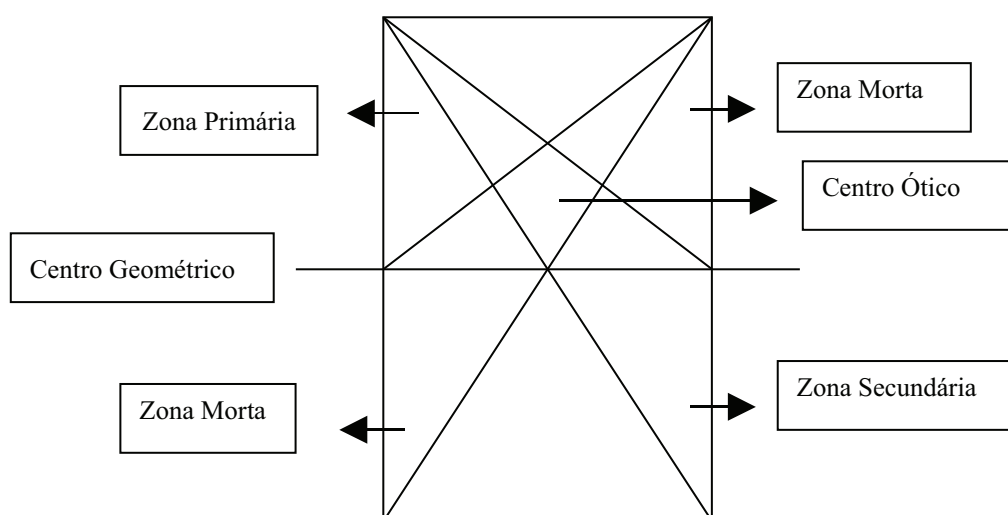 Zona Morta
Zona Primária
Centro Ótico
Centro Geométrico
Zona Secundária
Zona Morta